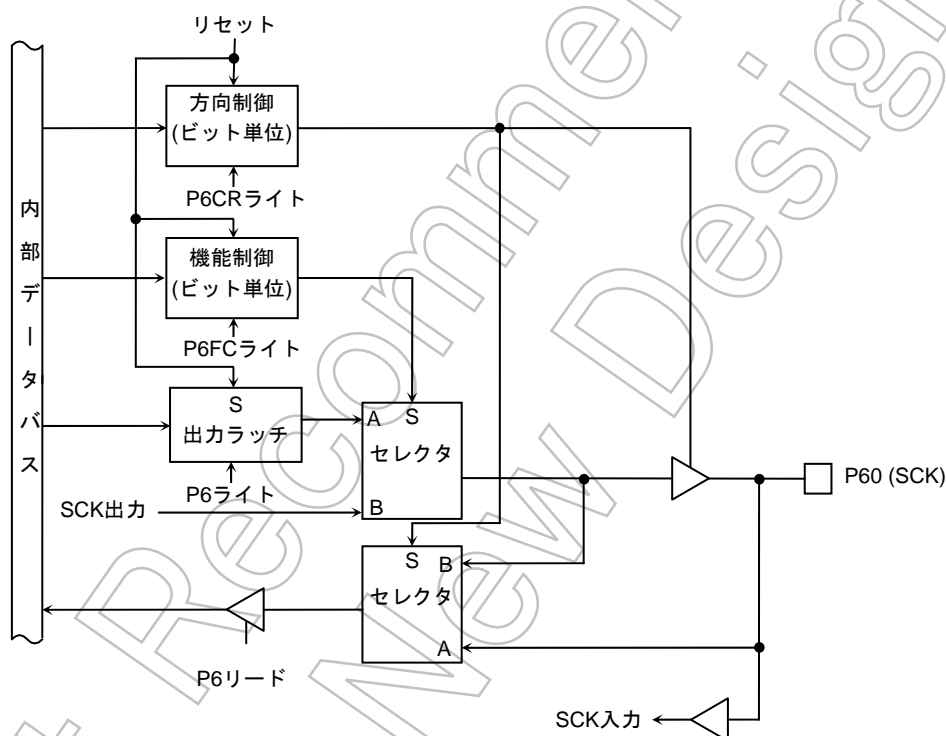 リセット
方向制御
(ビット単位)
P6CRライト
内部データバス
機能制御
(ビット単位)
P6FCライト
S
出力ラッチ
P6ライト
SCK出力
A S
セレクタ
B
P60 (SCK)
S B
セレクタ
A
P6リード
SCK入力
Recommen
New Design